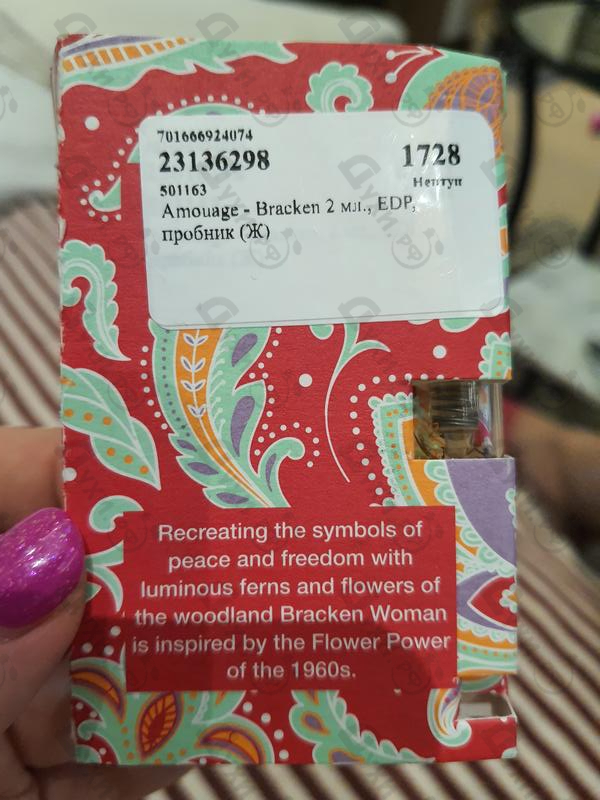 701666924074
23136298 1728
501163 Нептун
Amouage - Bracken 2 мл., EDP,
пробник (Ж)
Recreating the symbols of
peace and freedom with
luminous ferns and flowers of
the woodland Bracken Woman
is inspired by the Flower Power
of the 1960s.